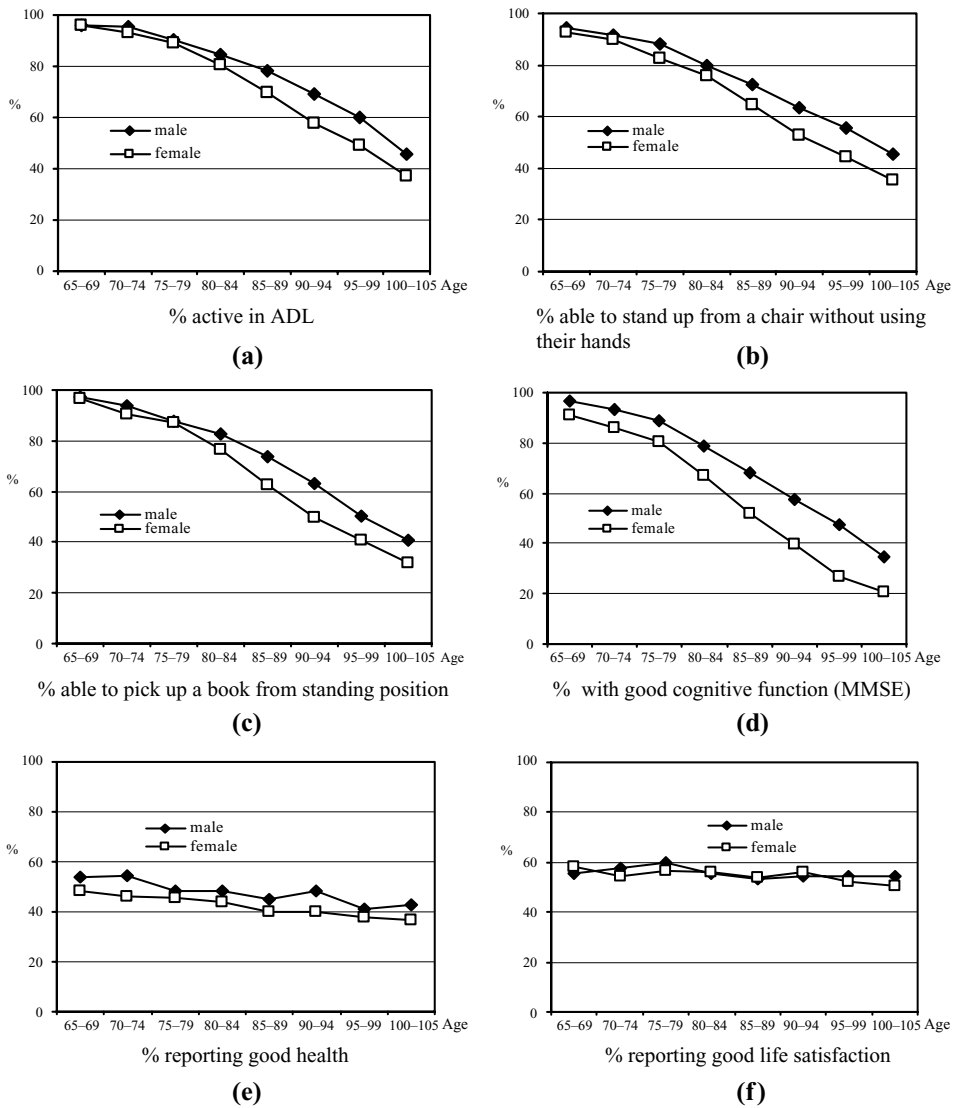 100
80
%
60
40
20
0
male
female
65–69 70–74 75–79 80–84 85–89 90–94 95–99 100–105 Age
% active in ADL
(a)
100
80
%
60
40
20
0
male
female
65–69 70–74 75–79 80–84 85–89 90–94 95–99 100–105 Age
% able to stand up from a chair without using
their hands
(b)
100
80
%
60
40
20
0
male
female
65–69 70–74 75–79 80–84 85–89 90–94 95–99 100–105 Age
% able to pick up a book from standing position
(c)
100
80
%
60
40
20
0
male
female
65–69 70–74 75–79 80–84 85–89 90–94 95–99 100–105 Age
% with good cognitive function (MMSE)
(d)
100
80
%
60
40
20
0
male
female
65–69 70–74 75–79 80–84 85–89 90–94 95–99 100–105 Age
% reporting good health
(e)
100
80
%
60
40
20
0
male
female
65–69 70–74 75–79 80–84 85–89 90–94 95–99 100–105 Age
% reporting good life satisfaction
(f)